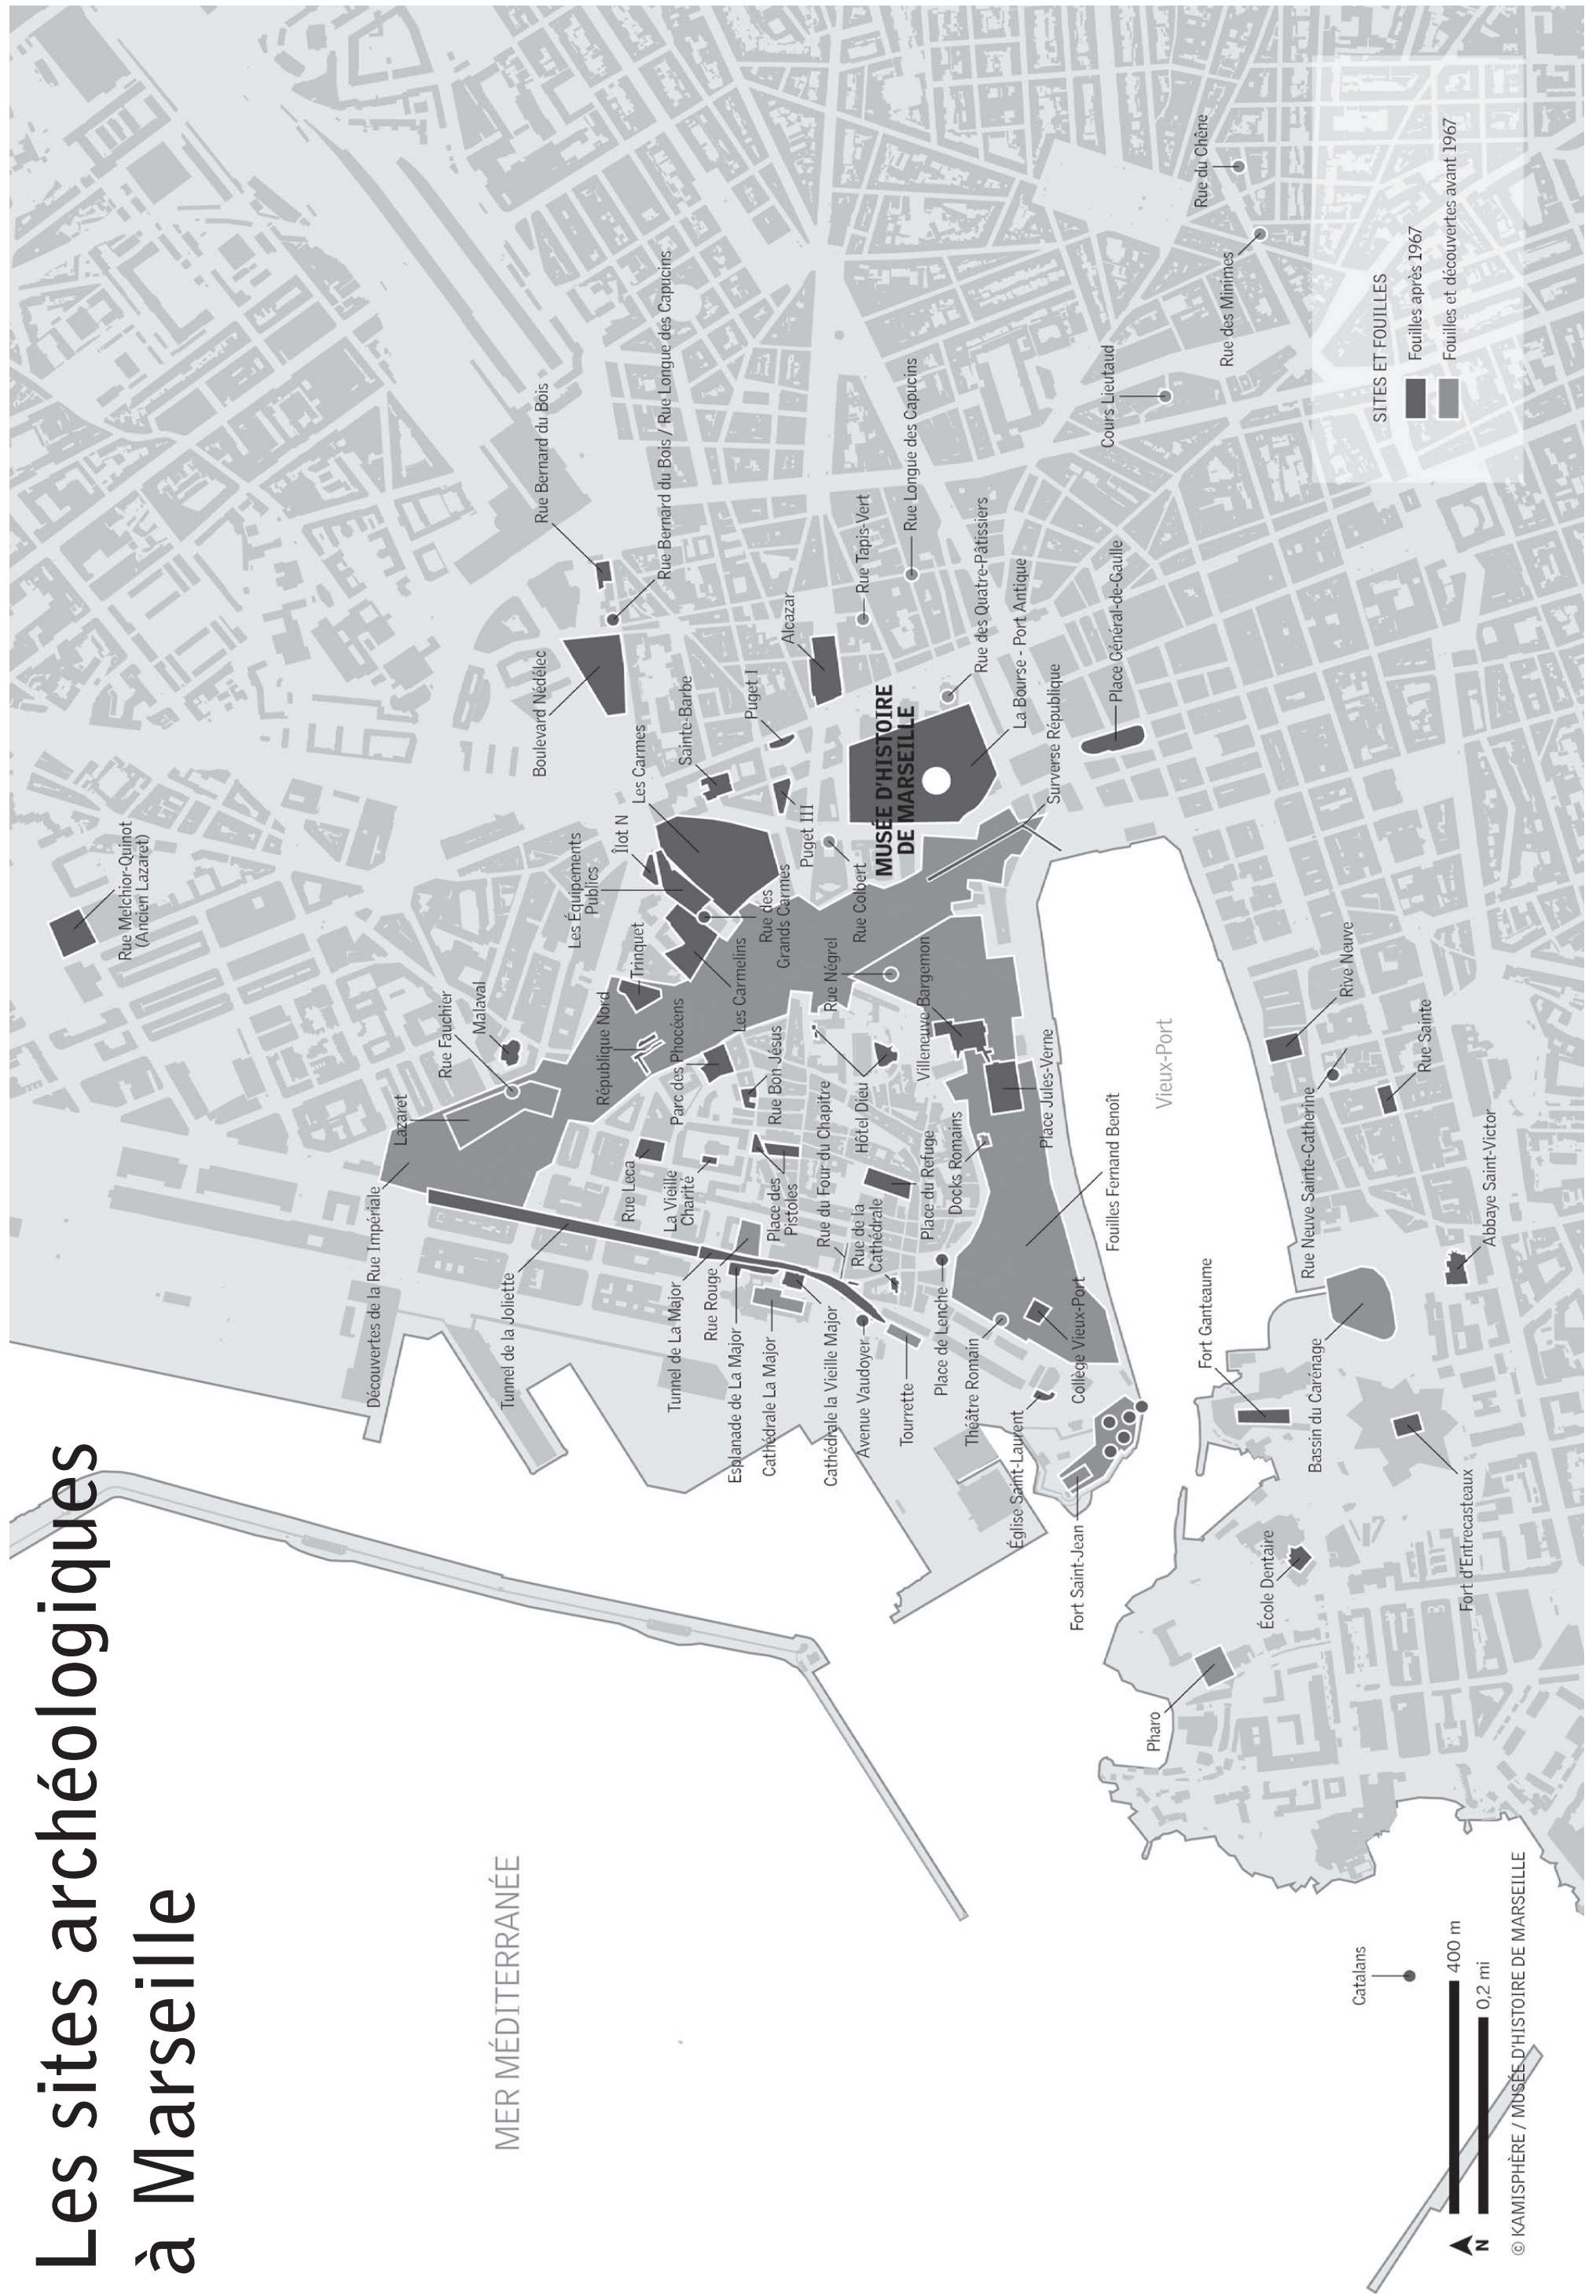 Les sites archéologiques
à Marseille
MER MÉDITERRANÉE
Découvertes de la Rue Impériale
Lazaret
Rue Fauchier
Malaval
Rue Melchior-Quinot
(Ancien Lazaret)
Tunnel de la Joliette
République Nord
Trinquet
Les Équipements
Publics
Îlot N
Les Carmes
Boulevard Nédélec
Rue Bernard du Bois
Rue Bernard du Bois / Rue Longue des Capucins
Sainte-Barbe
Puget I
Puget III
Alcazar
Rue Tapis-Vert
Rue Longue des Capucins
Rue Leca
La Vieille
Charité
Parc des Phocéens
Les Carmelins
Rue des
Grands Carmes
Rue Colbert
Rue Bon Jésus
Place des
Pistoles
Tunnel de La Major
Rue Rouge
Esplanade de La Major
Cathédrale La Major
Cathédrale la Vieille Major
Rue du Four du Chapitre
Rue de la
Cathédrale
Hôtel Dieu
Rue Négrel
MUSÉE D'HISTOIRE
DE MARSEILLE
Avenue Vaudoyer
Tourrette
Place de Lenche
Place du Refuge
Docks Romains
Villeneuve-Bargemon
Rue des Quatre-Pâtissiers
La Bourse - Port Antique
Surverse République
Place Général-de-Gaulle
Cours Lieutaud
Rue du Chêne
Rue des Minimes
Théâtre Romain
Église Saint-Laurent
Fort Saint-Jean
Collège Vieux-Port
Fouilles Fernand Benoît
Place Jules-Verne
Vieux-Port
Pharo
École Dentaire
Fort Ganteaume
Bassin du Carénage
Fort d'Entrecasteaux
Abbaye Saint-Victor
Rue Neuve Sainte-Catherine
Rue Sainte
Rive Neuve
Catalans
SITES ET FOUILLES
Fouilles après 1967
Fouilles et découvertes avant 1967
400 m
0,2 mi
N
© KAMISPHÈRE / MUSÉE D'HISTOIRE DE MARSEILLE